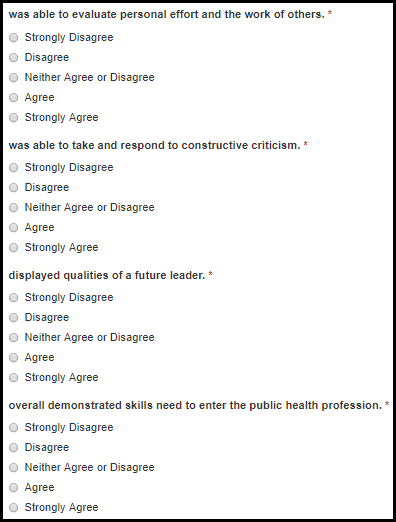 was able to evaluate personal effort and the work of others. *
Strongly Disagree
Disagree
Neither Agree or Disagree
Agree
Strongly Agree
was able to take and respond to constructive criticism. *
Strongly Disagree
Disagree
Neither Agree or Disagree
Agree
Strongly Agree
displayed qualities of a future leader. *
Strongly Disagree
Disagree
Neither Agree or Disagree
Agree
Strongly Agree
overall demonstrated skills need to enter the public health profession. *
Strongly Disagree
Disagree
Neither Agree or Disagree
Agree
Strongly Agree